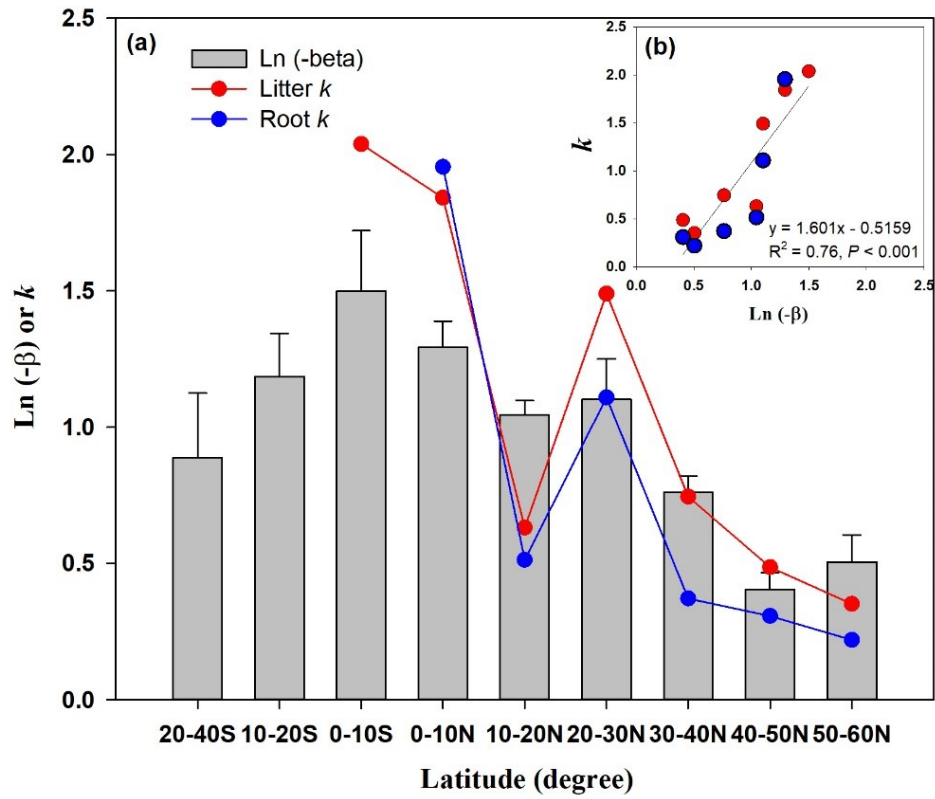 (a)
Ln (-beta)
Litter k
Root k
2.5
2.0
1.5
1.0
0.5
0.0
Ln (-β) or k
20-40S 10-20S 0-10S 0-10N 10-20N 20-30N 30-40N 40-50N 50-60N
Latitude (degree)
(b)
2.5
2.0
1.5
1.0
0.5
0.0
k
y = 1.601x - 0.5159
R² = 0.76, P < 0.001
0.0 0.5 1.0 1.5 2.0 2.5
Ln (-β)